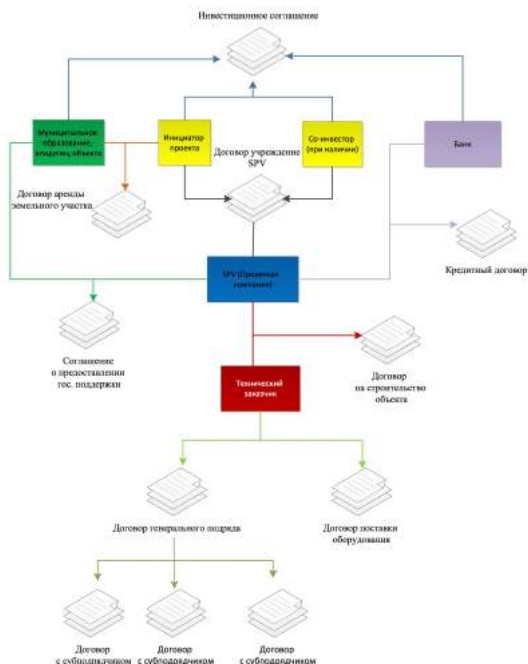 Инвестиционное соглашение
Муниципальное
образование,
владелец объекта
Инициатор
проекта
Договор учреждение
SPV
Со-инвестор
(при наличии)
Банк
Договор аренды
земельного участка
SPV (Проектная
компания)
Кредитный договор
Соглашение
о предоставлении
гос. поддержки
Технический
заказчик
Договор
на строительство
объекта
Договор генерального подряда
Договор поставки
оборудования
Договор
с субподрядчиком
Договор
с субподрядчиком
Договор
с субподрядчиком